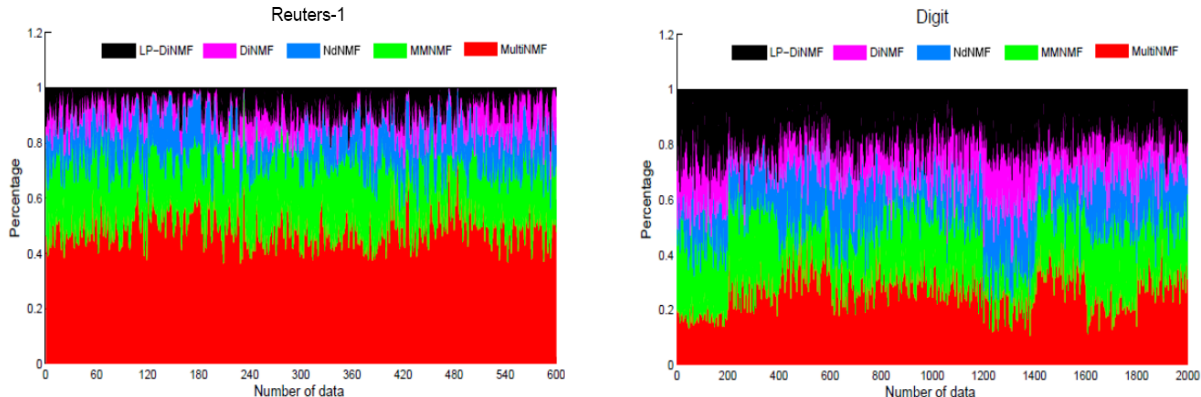 Reuters-1
1.2
LP-DiNMF DiNMF NdNMF MMNMF MultiNMF
1
0.8
0.6
0.4
0.2
0
Percentage
0 60 120 180 240 300 360 420 480 540 600
Number of data
Digit
1.2
LP-DiNMF DiNMF NdNMF MMNMF MultiNMF
1
0.8
0.6
0.4
0.2
0
Percentage
0 200 400 600 800 1000 1200 1400 1600 1800 2000
Number of data